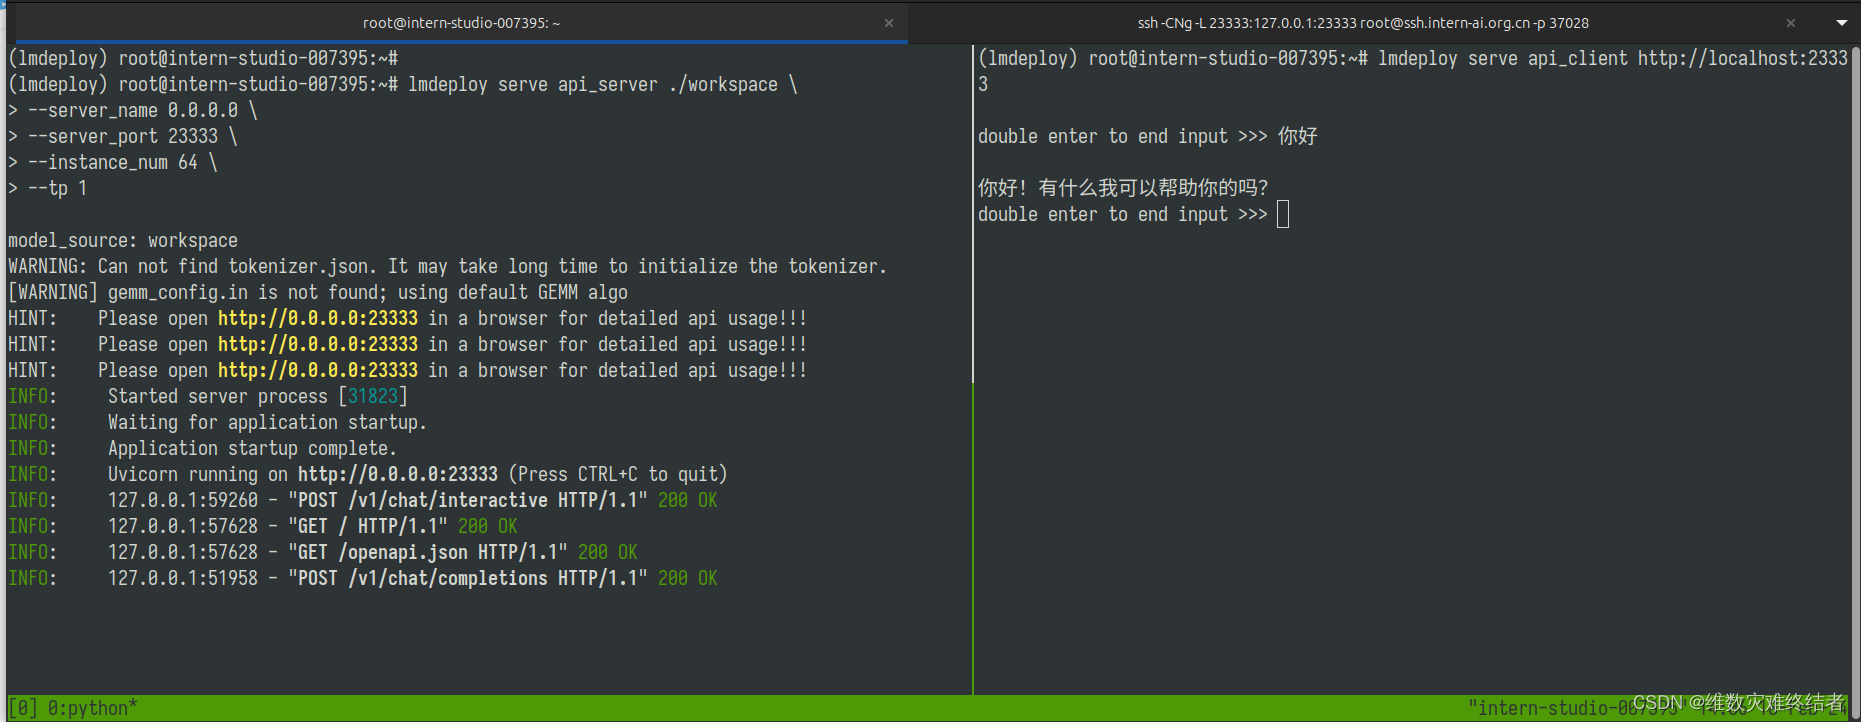 root@intern-studio-007395: ~
ssh -CNg -L 23333:127.0.0.1:23333 root@ssh.intern-ai.org.cn -p 37028
(lmdeploy) root@intern-studio-007395:~#
(lmdeploy) root@intern-studio-007395:~# lmdeploy serve api_server ./workspace \
> --server_name 0.0.0.0 \
> --server_port 23333 \
> --instance_num 64 \
> --tp 1
model_source: workspace
WARNING: Can not find tokenizer.json. It may take long time to initialize the tokenizer.
[WARNING] gemm_config.in is not found; using default GEMM algo
HINT:    Please open http://0.0.0.0:23333 in a browser for detailed api usage!!!
HINT:    Please open http://0.0.0.0:23333 in a browser for detailed api usage!!!
HINT:    Please open http://0.0.0.0:23333 in a browser for detailed api usage!!!
INFO:     Started server process [31823]
INFO:     Waiting for application startup.
INFO:     Application startup complete.
INFO:     Uvicorn running on http://0.0.0.0:23333 (Press CTRL+C to quit)
INFO:     127.0.0.1:59260 - "POST /v1/chat/interactive HTTP/1.1" 200 OK
INFO:     127.0.0.1:57628 - "GET / HTTP/1.1" 200 OK
INFO:     127.0.0.1:57628 - "GET /openapi.json HTTP/1.1" 200 OK
INFO:     127.0.0.1:51958 - "POST /v1/chat/completions HTTP/1.1" 200 OK
(lmdeploy) root@intern-studio-007395:~# lmdeploy serve api_client http://localhost:2333
3
double enter to end input >>> 你好
你好！有什么我可以帮助你的吗？
double enter to end input >>>
[0] 0:python*
"intern-studio-007395"
CSDN @维数灾难终结者